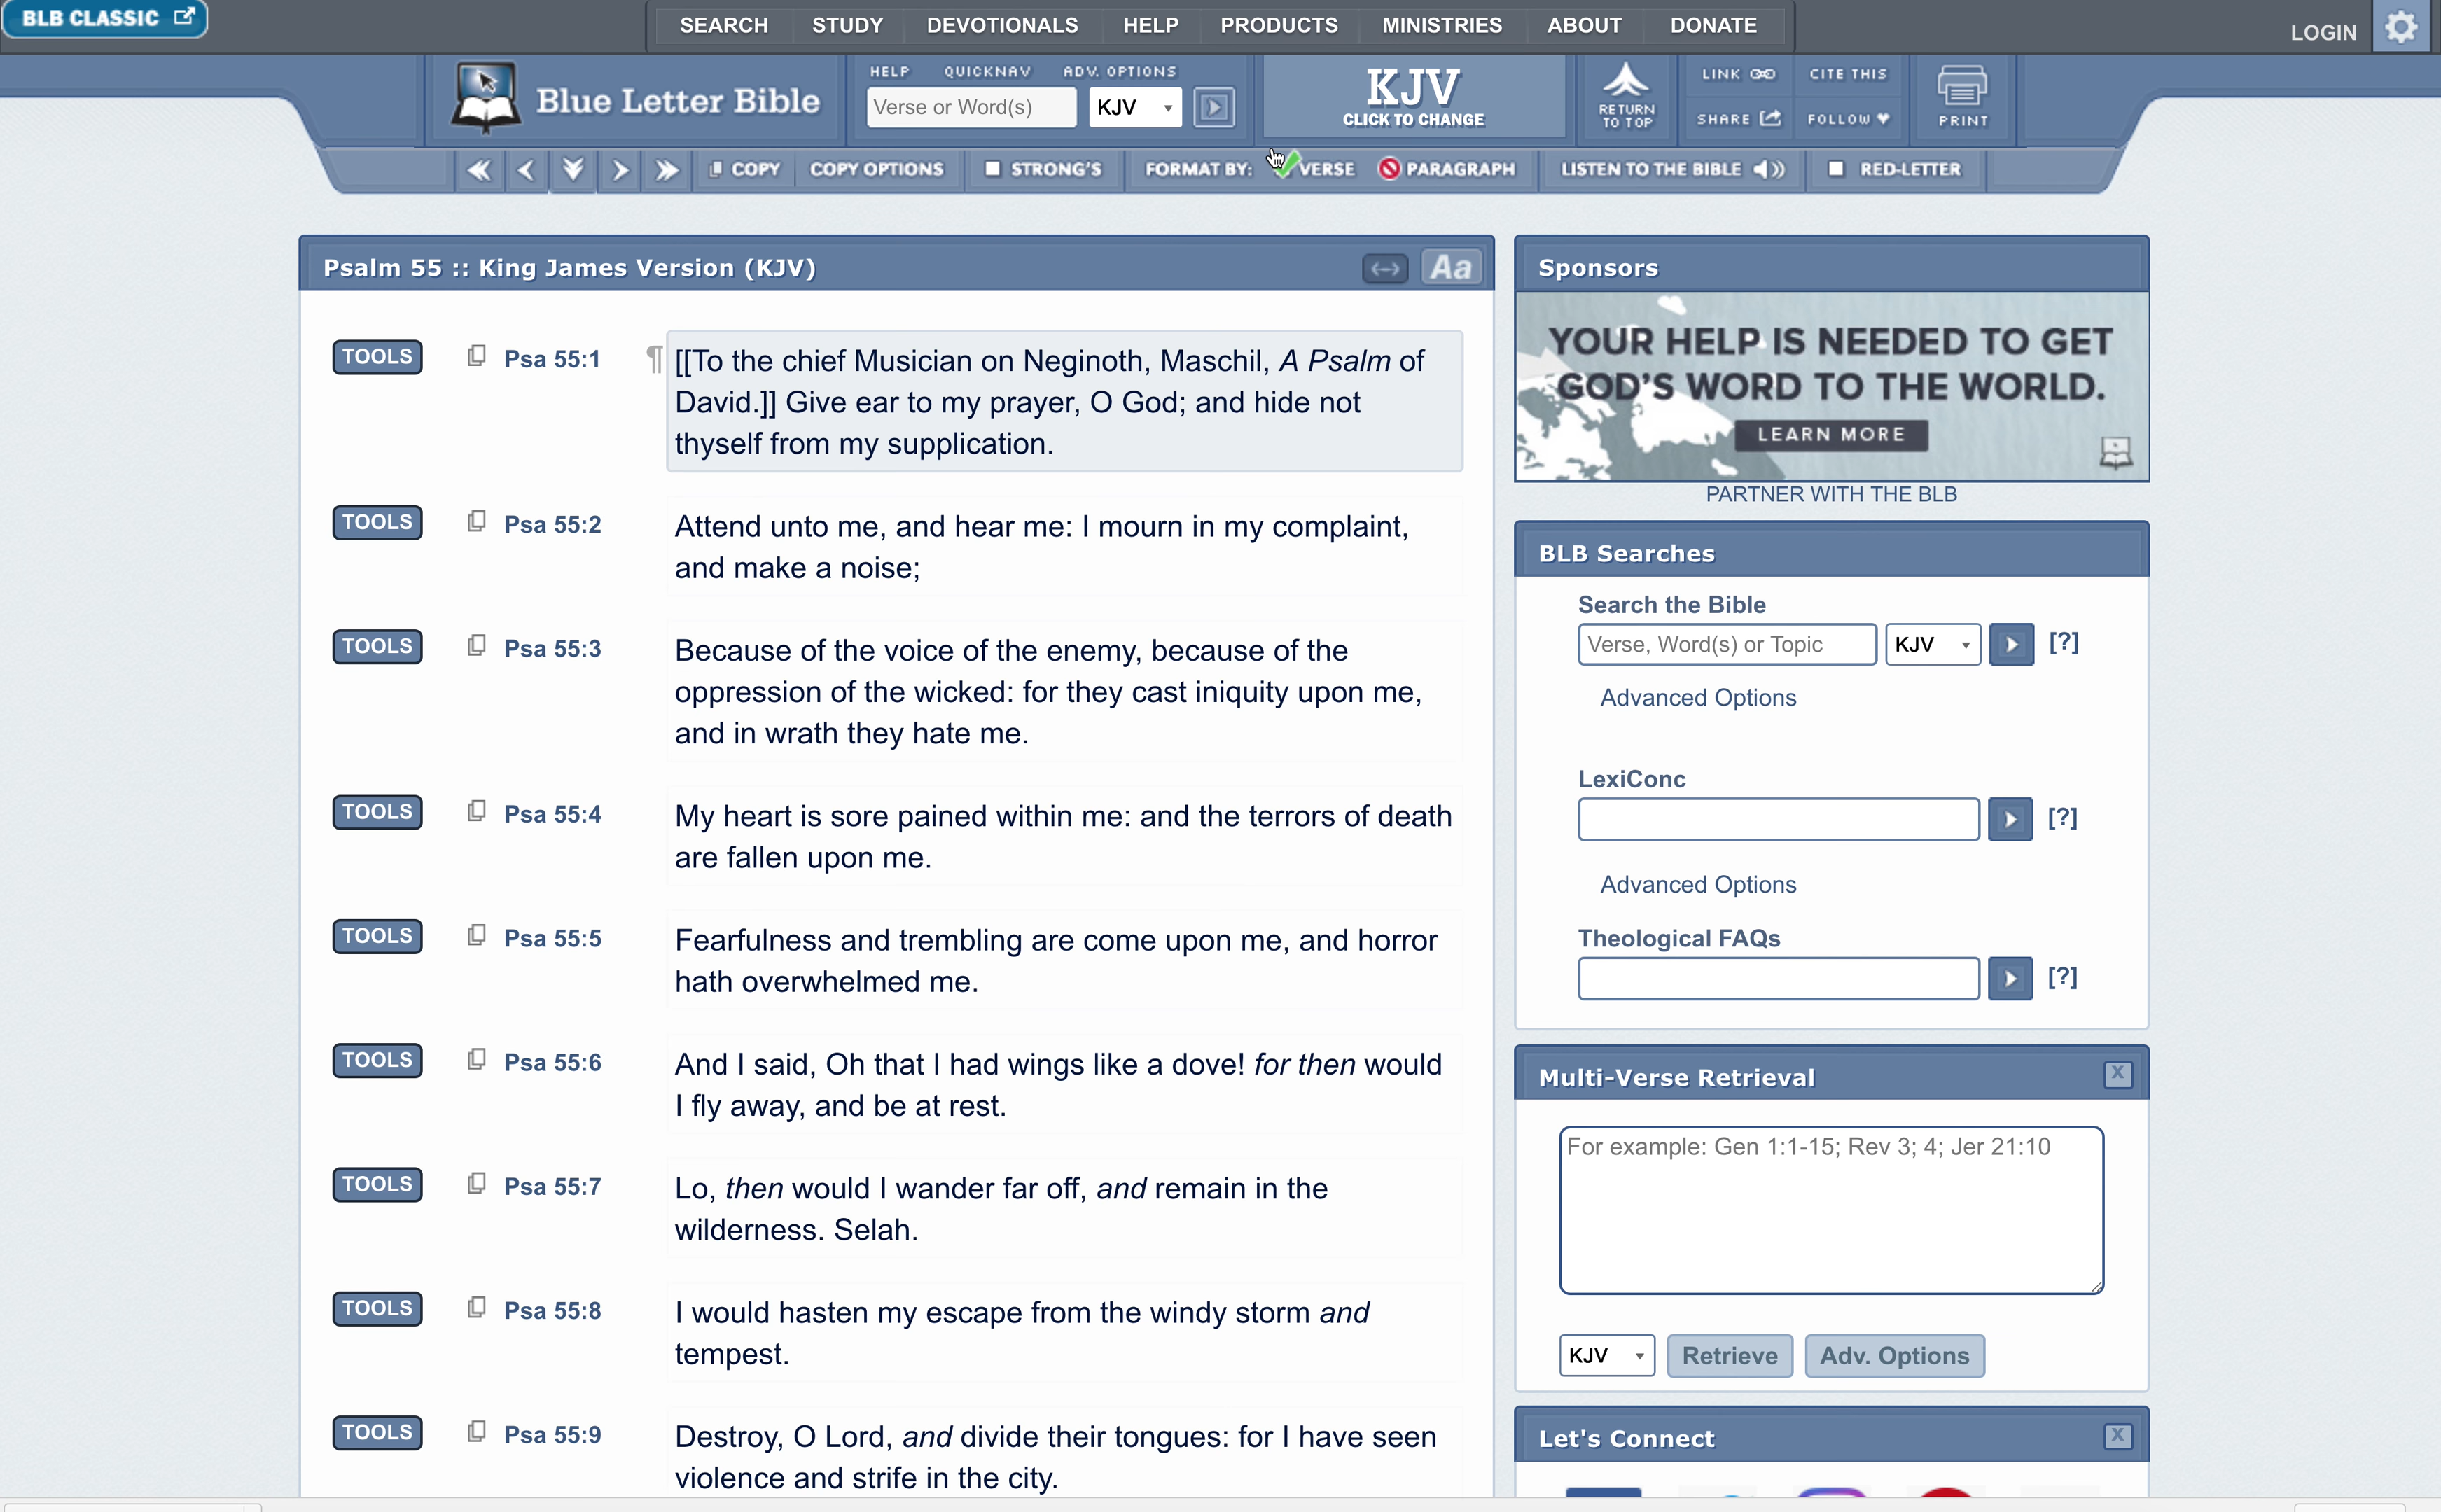 BLB CLASSIC
SEARCH STUDY DEVOTIONALS HELP PRODUCTS MINISTRIES ABOUT DONATE
LOGIN
Blue Letter Bible
HELP QUICKNAV ADV. OPTIONS
Verse or Word(s) KJV
KJV
CLICK TO CHANGE
RETURN
TO TOP
LINK CITE THIS
SHARE FOLLOW
PRINT
COPY COPY OPTIONS STRONG'S FORMAT BY: VERSE PARAGRAPH LISTEN TO THE BIBLE RED-LETTER
Psalm 55 :: King James Version (KJV)
Aa
TOOLS Psa 55:1 ¶ [[To the chief Musician on Neginoth, Maschil, A Psalm of
David.]] Give ear to my prayer, O God; and hide not
thyself from my supplication.
TOOLS Psa 55:2 Attend unto me, and hear me: I mourn in my complaint,
and make a noise;
TOOLS Psa 55:3 Because of the voice of the enemy, because of the
oppression of the wicked: for they cast iniquity upon me,
and in wrath they hate me.
TOOLS Psa 55:4 My heart is sore pained within me: and the terrors of death
are fallen upon me.
TOOLS Psa 55:5 Fearfulness and trembling are come upon me, and horror
hath overwhelmed me.
TOOLS Psa 55:6 And I said, Oh that I had wings like a dove! for then would
I fly away, and be at rest.
TOOLS Psa 55:7 Lo, then would I wander far off, and remain in the
wilderness. Selah.
TOOLS Psa 55:8 I would hasten my escape from the windy storm and
tempest.
TOOLS Psa 55:9 Destroy, O Lord, and divide their tongues: for I have seen
violence and strife in the city.
Sponsors
YOUR HELP IS NEEDED TO GET
GOD'S WORD TO THE WORLD.
LEARN MORE
PARTNER WITH THE BLB
BLB Searches
Search the Bible
Verse, Word(s) or Topic KJV [?]
Advanced Options
LexiConc
[?]
Advanced Options
Theological FAQs
[?]
Multi-Verse Retrieval X
For example: Gen 1:1-15; Rev 3; 4; Jer 21:10
KJV Retrieve Adv. Options
Let's Connect X